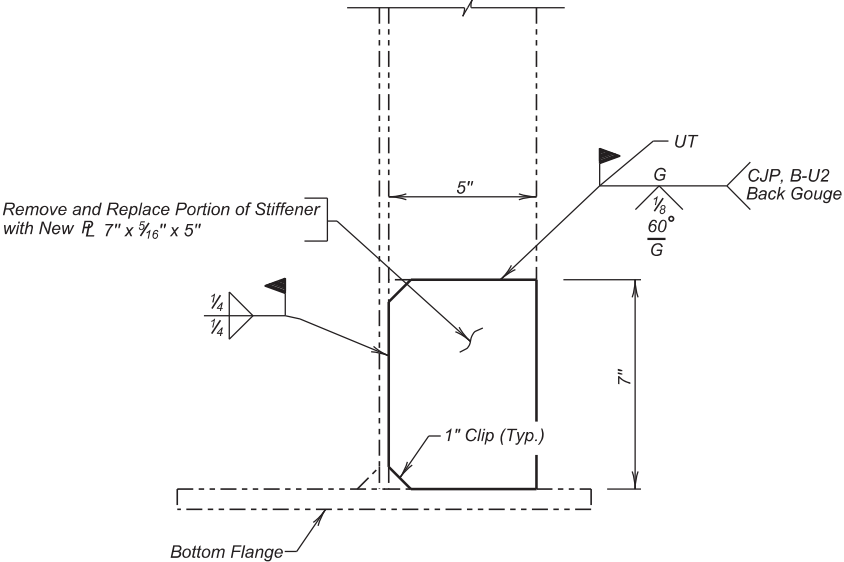 UT
G
CJP, B-U2
Back Gouge
1/8
60°
G
5"
Remove and Replace Portion of Stiffener
with New PL 7" x 5/16" x 5"
1/4
1/4
7"
1" Clip (Typ.)
Bottom Flange